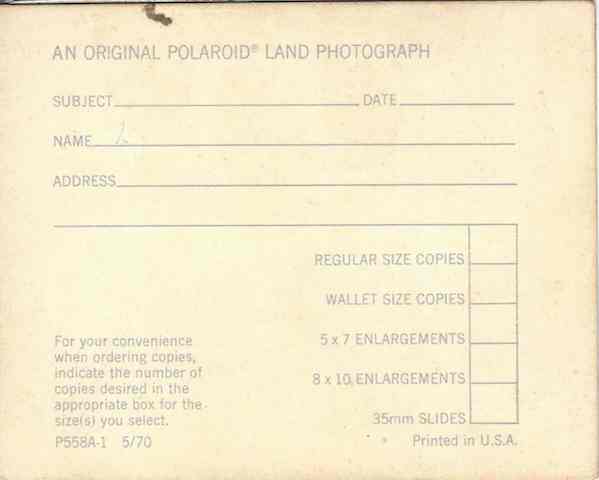 AN ORIGINAL POLAROID® LAND PHOTOGRAPH
SUBJECT DATE
NAME
ADDRESS
REGULAR SIZE COPIES
WALLET SIZE COPIES
5 x 7 ENLARGEMENTS
8 x 10 ENLARGEMENTS
35mm SLIDES
For your convenience
when ordering copies,
indicate the number of
copies desired in the
appropriate box for the
size(s) you select.
P558A-1 5/70
Printed in U.S.A.